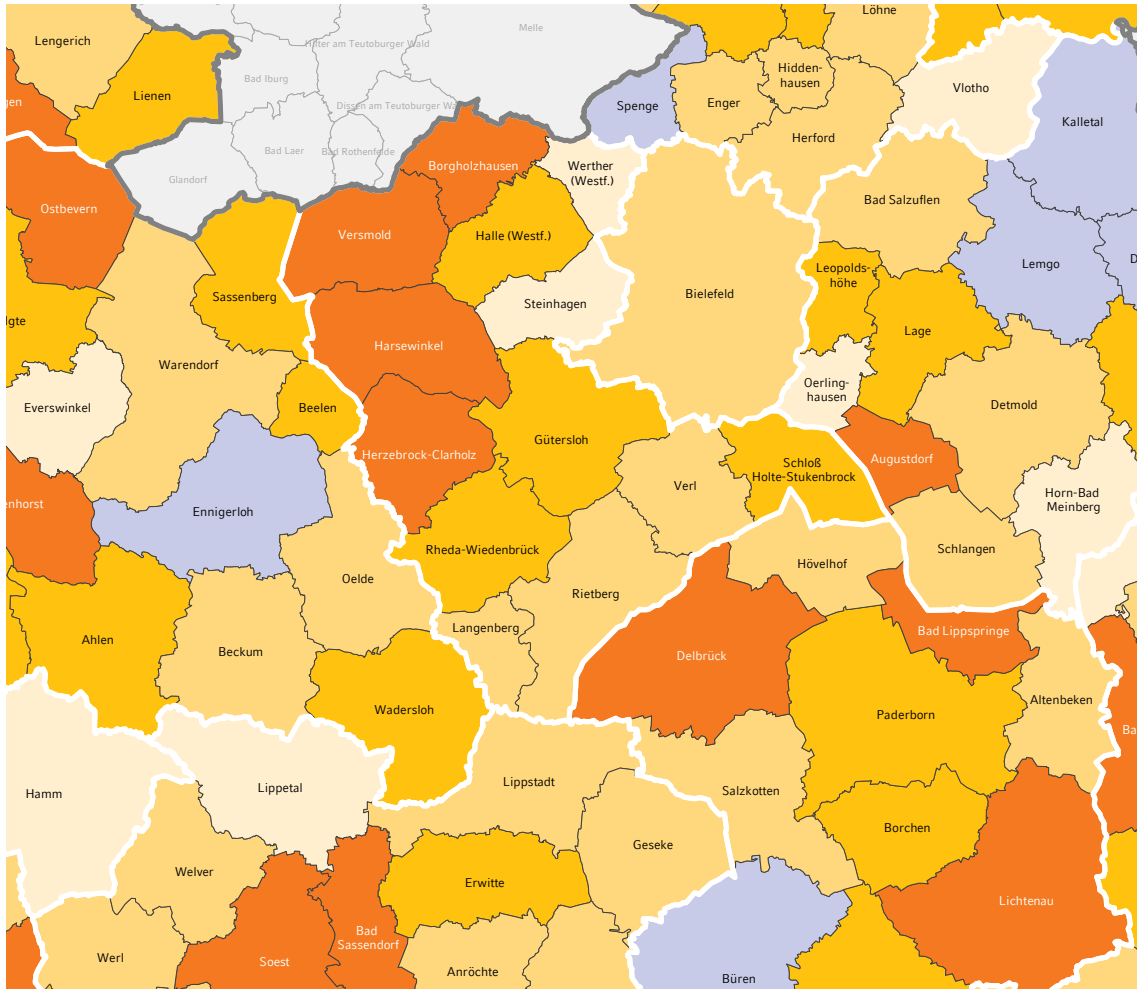 Löhne
Melle
Lengerich
Hilter am Teutoburger Wald
Hidden-
hausen
Bad Iburg
Vlotho
Lienen
Enger
Spenge
Dissen am Teutoburger Wa
Kalletal
Herford
Bad Laer
Bad Rothenfelde
Borgholzhausen
Werther
(Westf.)
Glandorf
Bad Salzuflen
Ostbevern
Versmold
Halle (Westf.)
Lemgo
D
Leopolds-
höhe
Sassenberg
Bielefeld
Steinhagen
lgte
Lage
Harsewinkel
Warendorf
Oerling-
hausen
Everswinkel
Beelen
Detmold
Gütersloh
Herzebrock-Clarholz
Augustdorf
Schloß
Holte-Stukenbrock
Verl
Horn-Bad
Meinberg
enhorst
Ennigerloh
Rheda-Wiedenbrück
Schlangen
Hövelhof
Oelde
Rietberg
Langenberg
Bad Lippspringe
Ahlen
Beckum
Delbrück
Altenbeken
Wadersloh
Paderborn
Ba
Lippstadt
Lippetal
Salzkotten
Hamm
Borchen
Geseke
Welver
Erwitte
Lichtenau
Bad
Sassendorf
Werl
Soest
Anröchte
Büren